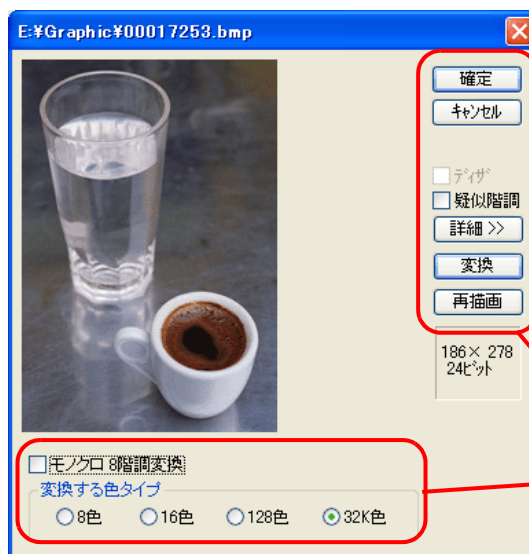 E:¥Graphic¥00017253.bmp
確定
ｷｬﾝｾﾙ
ﾃﾞｨｻﾞ
疑似階調
詳細 >>
変換
再描画
186× 278
24ﾋﾞｯﾄ
モノクロ 8階調変換
変換する色タイプ
8色 16色 128色 32K色